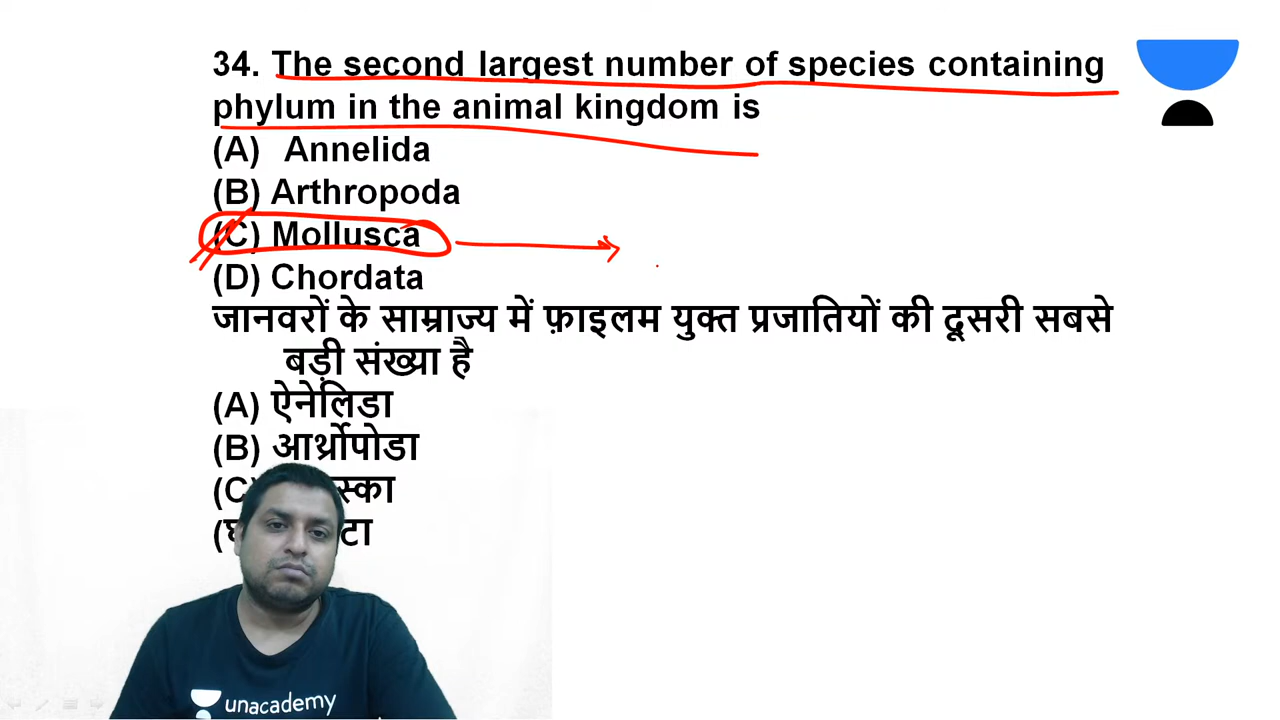 34. The second largest number of species containing
phylum in the animal kingdom is
(A) Annelida
(B) Arthropoda
(C) Mollusca
(D) Chordata
जानवरों के साम्राज्य में फ़ाइलम युक्त प्रजातियों की दूसरी सबसे
बड़ी संख्या है
(A) ऐनेलिडा
(B) आर्थ्रोपोडा
(C
unacademy